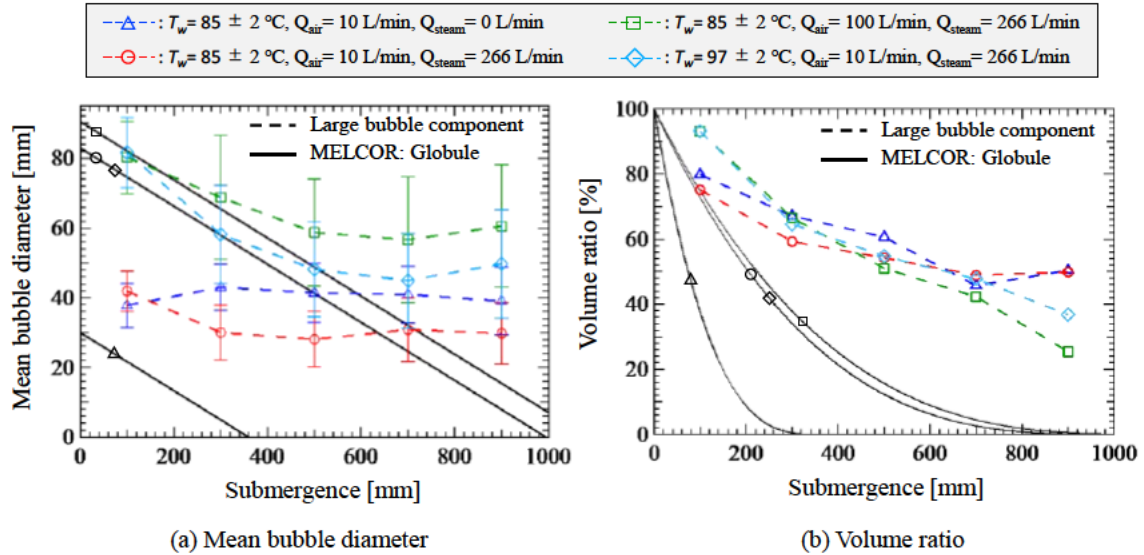 : Tw= 85 ± 2 ℃, Qair= 10 L/min, Qsteam= 0 L/min
: Tw= 85 ± 2 ℃, Qair= 100 L/min, Qsteam= 266 L/min
: Tw= 85 ± 2 ℃, Qair= 10 L/min, Qsteam= 266 L/min
: Tw= 97 ± 2 ℃, Qair= 10 L/min, Qsteam= 266 L/min
Mean bubble diameter [mm]
80
60
40
20
0
Large bubble component
MELCOR: Globule
0 200 400 600 800 1000
Submergence [mm]
(a) Mean bubble diameter
Volume ratio [%]
100
80
60
40
20
0
Large bubble component
MELCOR: Globule
0 200 400 600 800 1000
Submergence [mm]
(b) Volume ratio